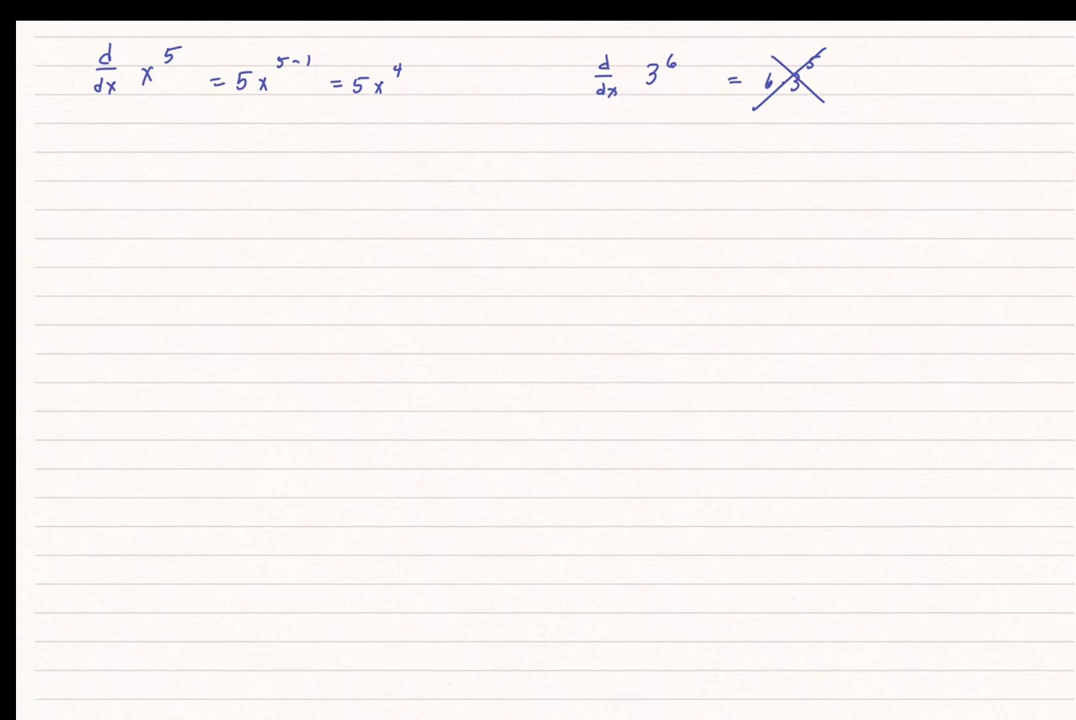 d/dx x^5 = 5x^{5-1} = 5x^4
d/dx 3^6 = 6·3^5